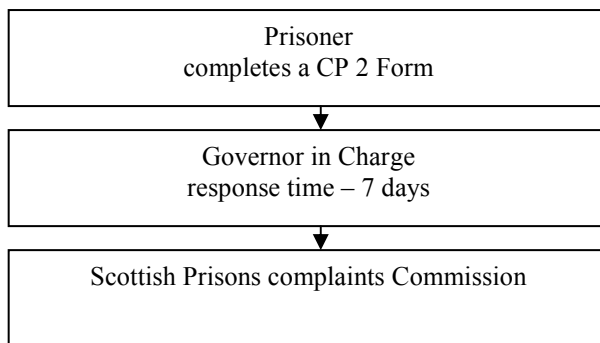 Prisoner
completes a CP 2 Form
Governor in Charge
response time – 7 days
Scottish Prisons complaints Commission